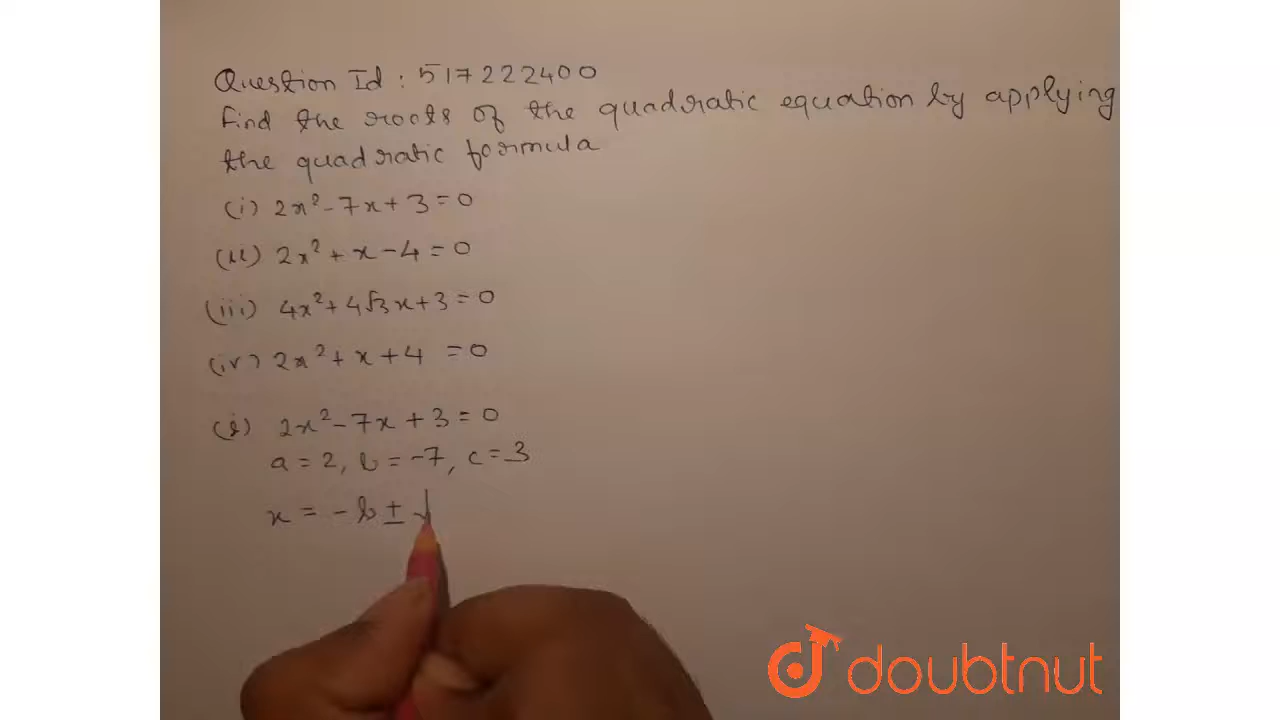 Question Id : 517222400
Find the roots of the quadratic equation by applying
the quadratic formula
(i) 2x² - 7x + 3 = 0
(ii) 2x² + x - 4 = 0
(iii) 4x² + 4√3x + 3 = 0
(iv) 2x² + x + 4 = 0
(i) 2x² - 7x + 3 = 0
a = 2, b = -7, c = 3
x = - b ± √
doubtnut